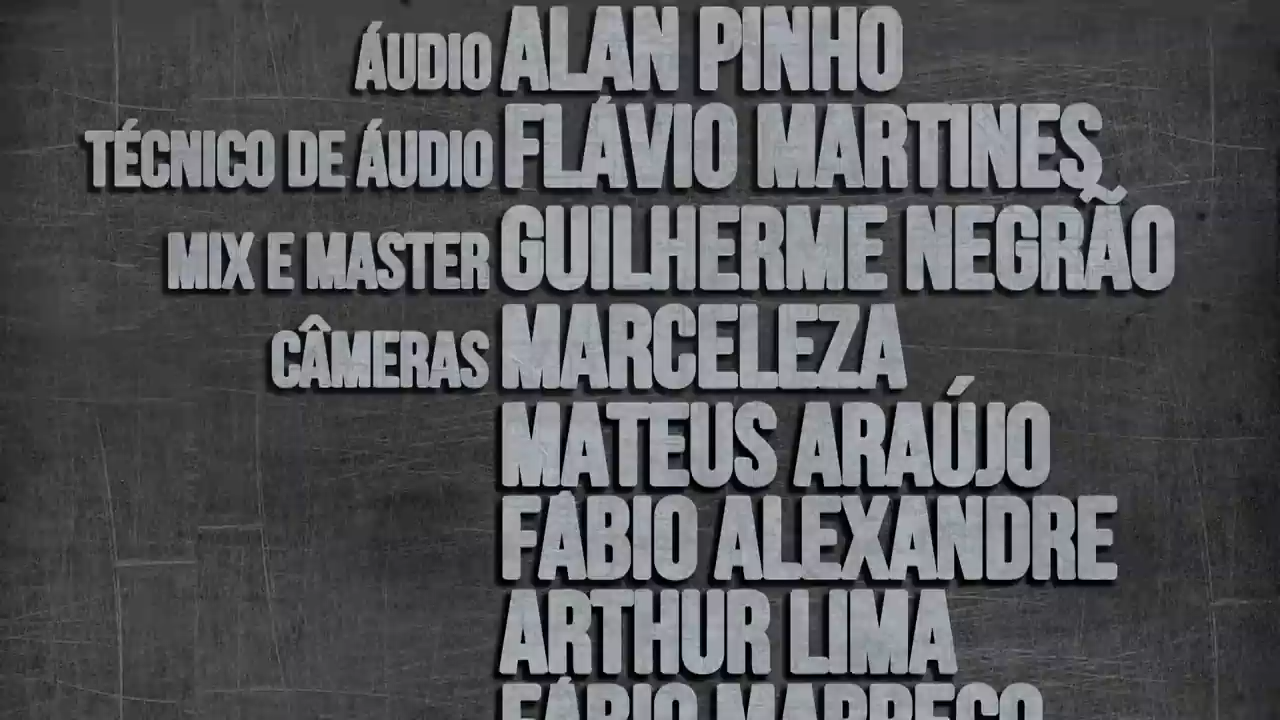 ÁUDIO ALAN PINHO
TÉCNICO DE ÁUDIO FLÁVIO MARTINES
MIX E MASTER GUILHERME NEGRÃO
CÂMERAS MARCELEZA
MATEUS ARAÚJO
FÁBIO ALEXANDRE
ARTHUR LIMA
FÁBIO